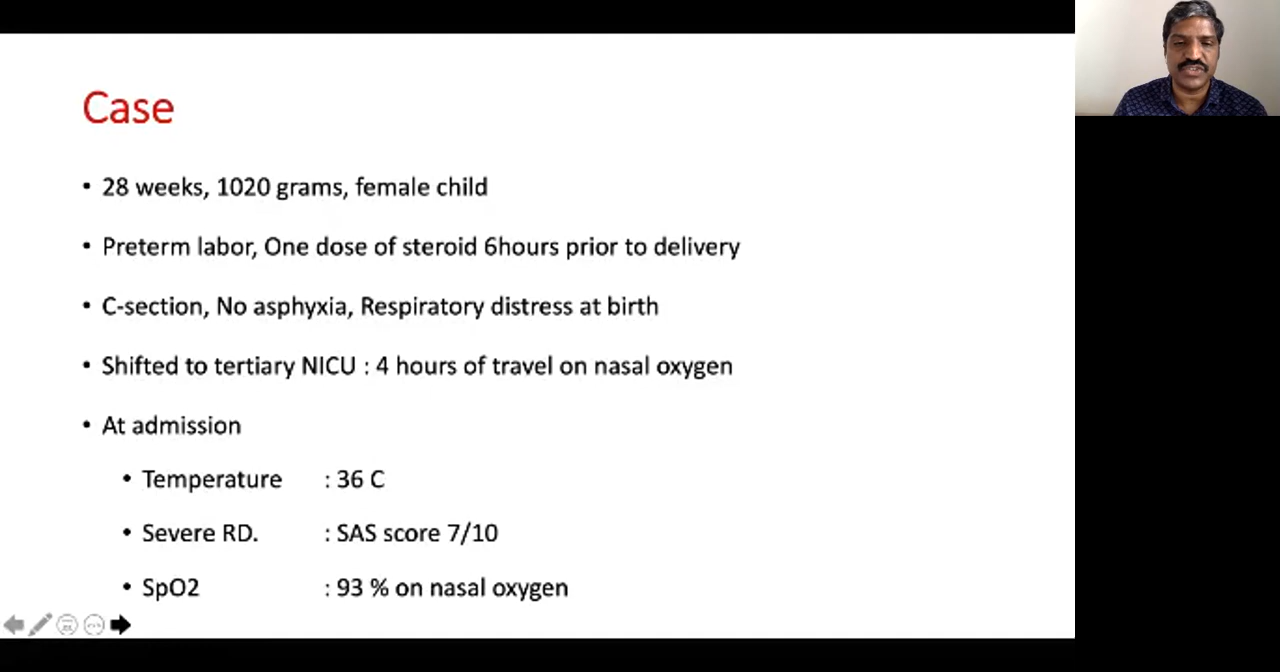 Case
• 28 weeks, 1020 grams, female child
• Preterm labor, One dose of steroid 6hours prior to delivery
• C-section, No asphyxia, Respiratory distress at birth
• Shifted to tertiary NICU : 4 hours of travel on nasal oxygen
• At admission
• Temperature : 36 C
• Severe RD. : SAS score 7/10
• SpO2 : 93 % on nasal oxygen